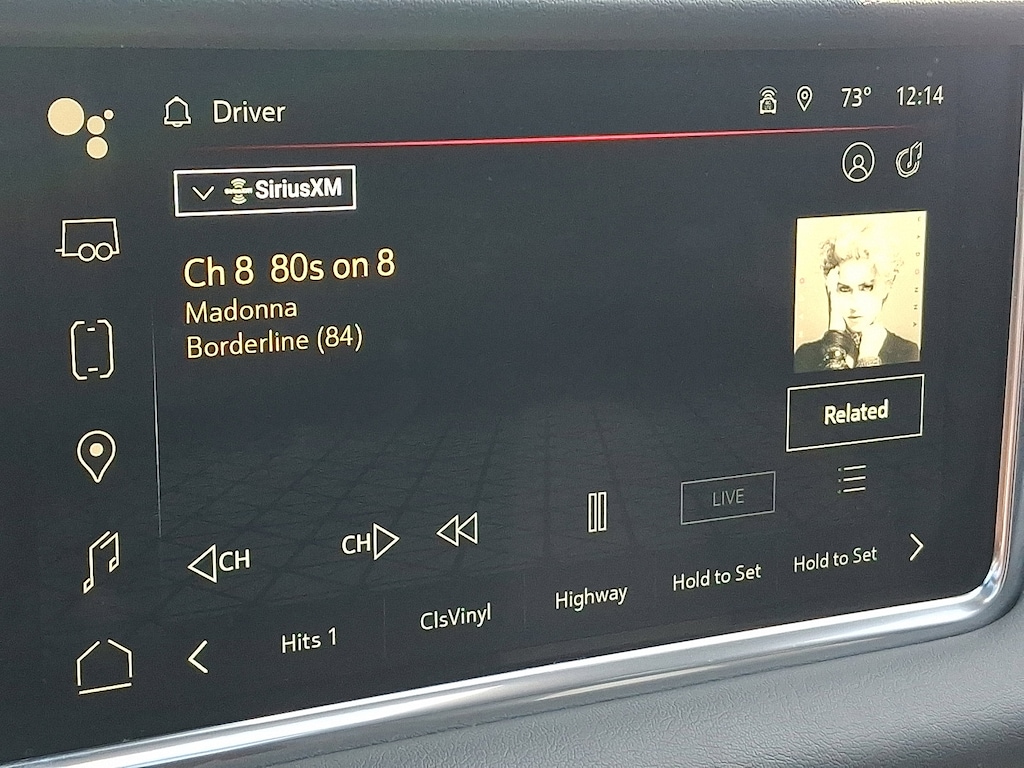 Driver
73° 12:14
SiriusXM
Ch 8 80s on 8
Madonna
Borderline (84)
MADONNA
Related
LIVE
CH
CH
Hits 1
ClsVinyl
Highway
Hold to Set
Hold to Set